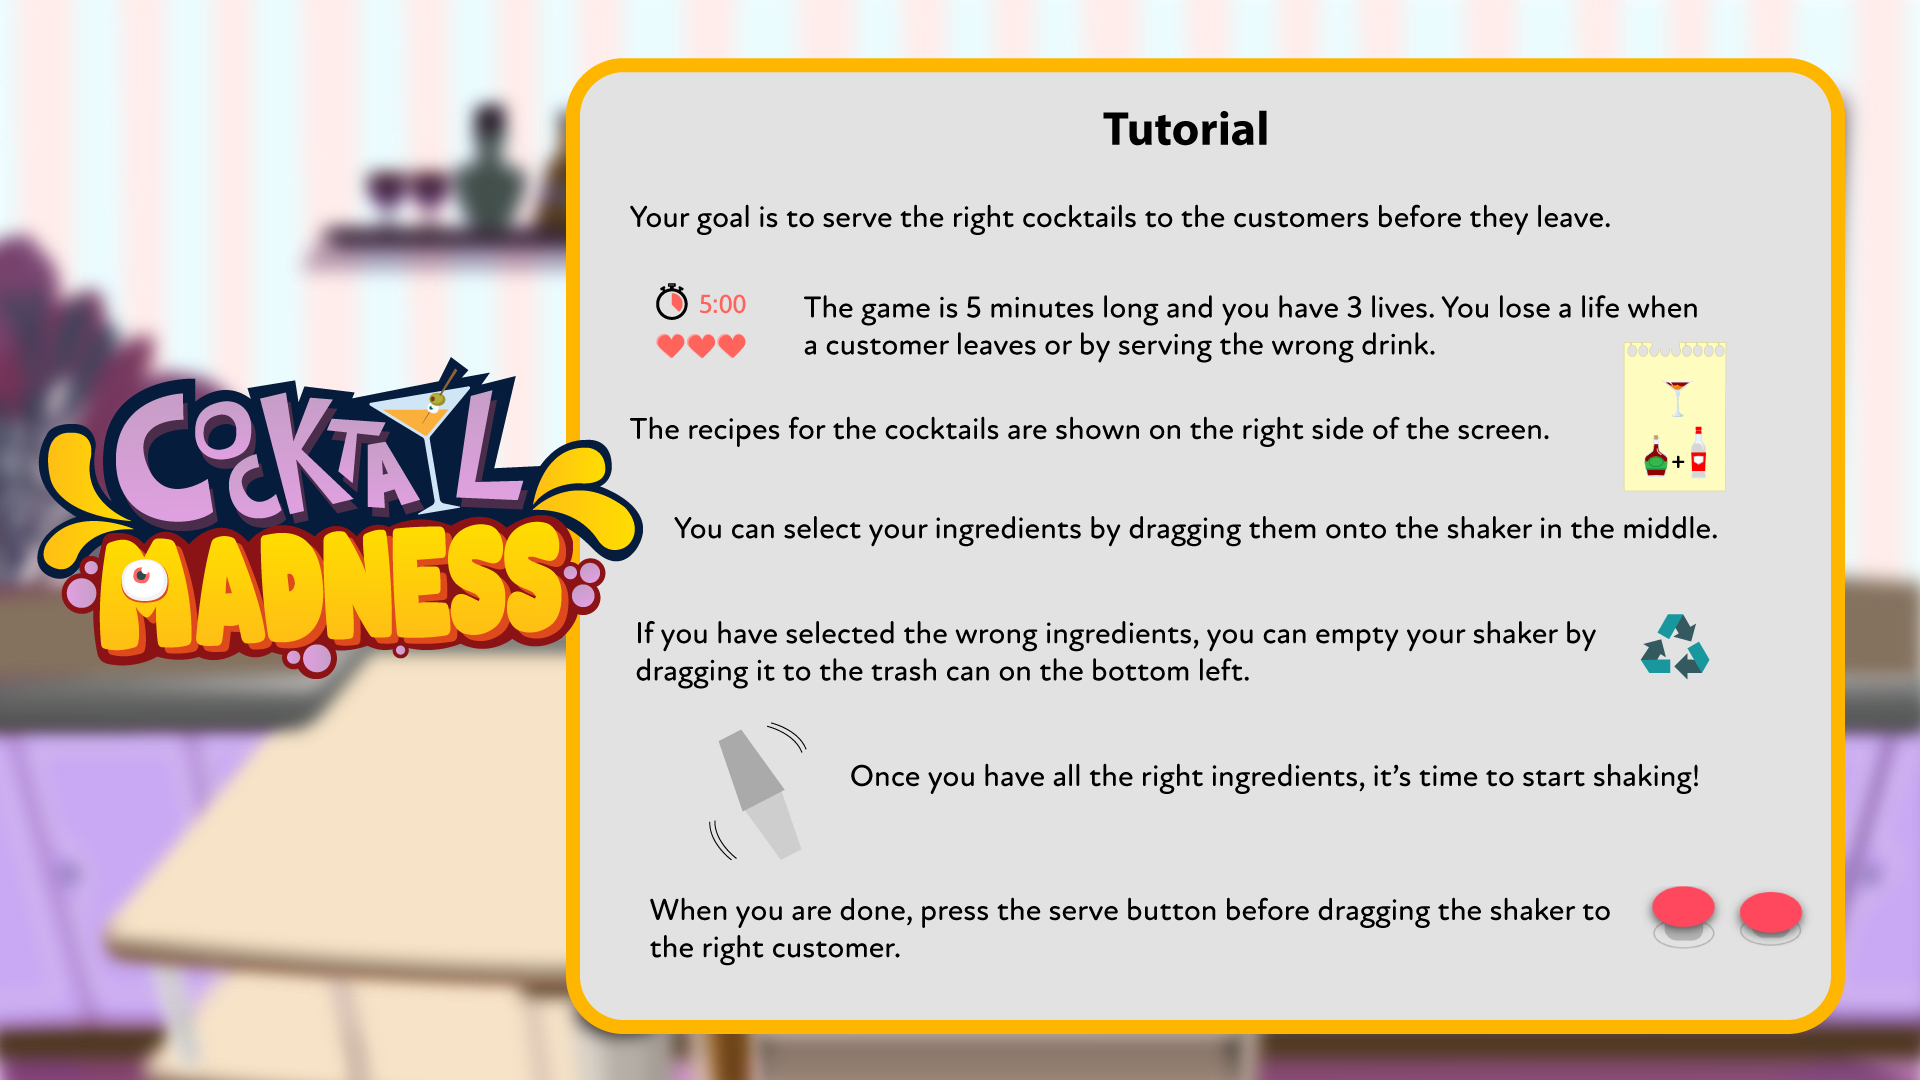 COCKTAIL
MADNESS
Tutorial
Your goal is to serve the right cocktails to the customers before they leave.
5:00
The game is 5 minutes long and you have 3 lives. You lose a life when
a customer leaves or by serving the wrong drink.
The recipes for the cocktails are shown on the right side of the screen.
+
You can select your ingredients by dragging them onto the shaker in the middle.
If you have selected the wrong ingredients, you can empty your shaker by
dragging it to the trash can on the bottom left.
Once you have all the right ingredients, it’s time to start shaking!
When you are done, press the serve button before dragging the shaker to
the right customer.